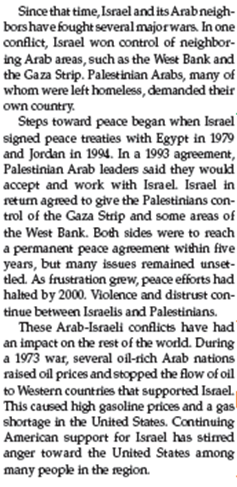 Since that time, Israel and its Arab neigh-
bors have fought several major wars. In one
conflict, Israel won control of neighbor-
ing Arab areas, such as the West Bank and
the Gaza Strip. Palestinian Arabs, many of
whom were left homeless, demanded their
own country.
Steps toward peace began when Israel
signed peace treaties with Egypt in 1979
and Jordan in 1994. In a 1993 agreement,
Palestinian Arab leaders said they would
accept and work with Israel. Israel in
return agreed to give the Palestinians con-
trol of the Gaza Strip and some areas of
the West Bank. Both sides were to reach
a permanent peace agreement within five
years, but many issues remained unset-
tled. As frustration grew, peace efforts had
halted by 2000. Violence and distrust con-
tinue between Israelis and Palestinians.
These Arab-Israeli conflicts have had
an impact on the rest of the world. During
a 1973 war, several oil-rich Arab nations
raised oil prices and stopped the flow of oil
to Western countries that supported Israel.
This caused high gasoline prices and a gas
shortage in the United States. Continuing
American support for Israel has stirred
anger toward the United States among
many people in the region.